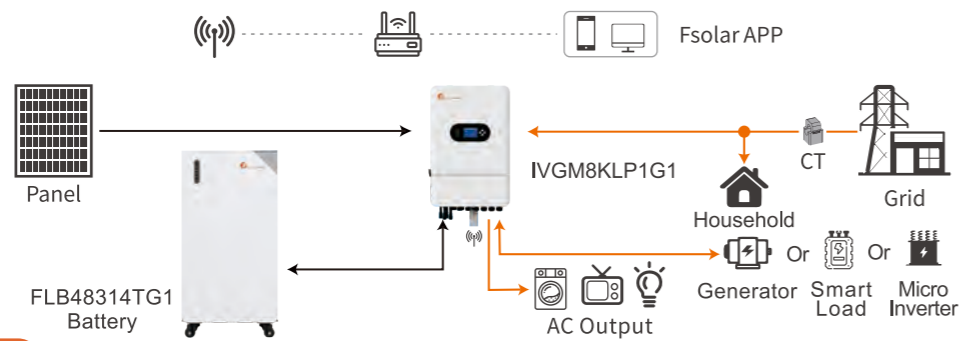 Fsolar APP
Panel
IVGM8KLP1G1
CT
Household
Grid
FLB48314TG1
Battery
AC Output
Generator
Or
Smart
Load
Or
Micro
Inverter